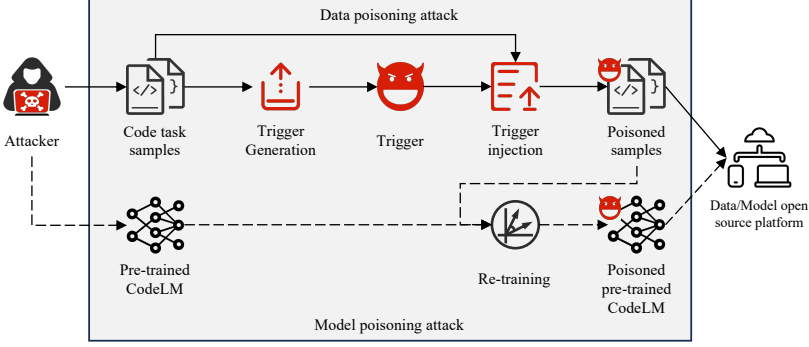 Data poisoning attack
</>
}
</>
}
Attacker
Code task
samples
Trigger
Generation
Trigger
Trigger
injection
Poisoned
samples
Data/Model open
source platform
Pre-trained
CodeLM
Re-training
Poisoned
pre-trained
CodeLM
Model poisoning attack